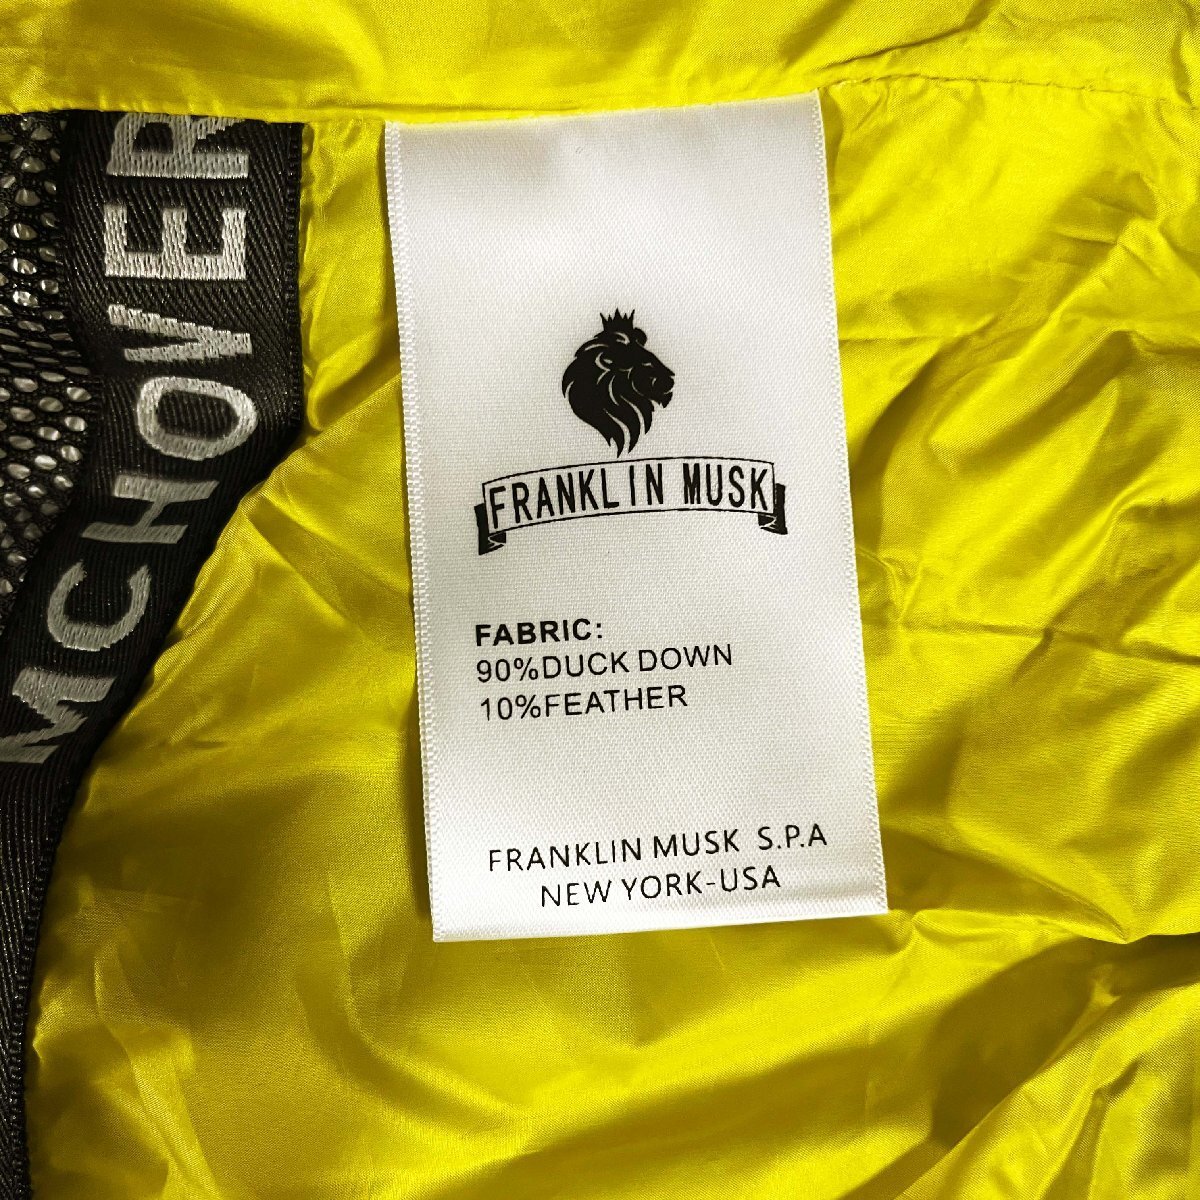 MCHOVER
FRANKLIN MUSK
FABRIC:
90%DUCK DOWN
10%FEATHER
FRANKLIN MUSK S.P.A
NEW YORK-USA